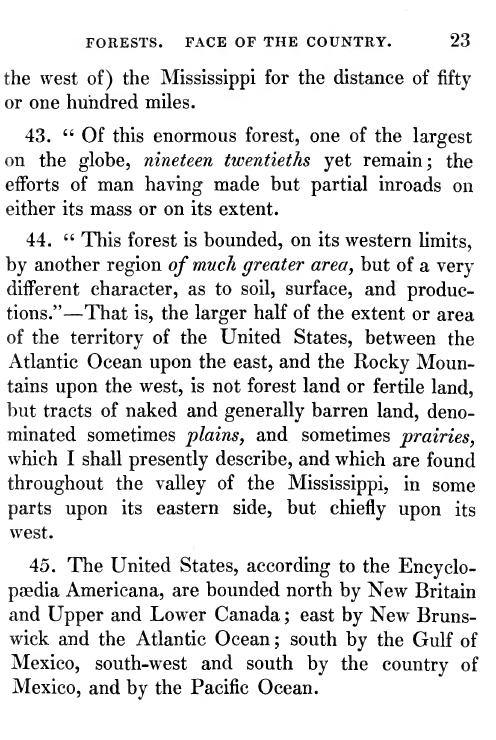 FORESTS. FACE OF THE COUNTRY. 23
the west of) the Mississippi for the distance of fifty
or one hundred miles.
43. “ Of this enormous forest, one of the largest
on the globe, nineteen twentieths yet remain; the
efforts of man having made but partial inroads on
either its mass or on its extent.
44. “ This forest is bounded, on its western limits,
by another region of much greater area, but of a very
different character, as to soil, surface, and produc-
tions.”—That is, the larger half of the extent or area
of the territory of the United States, between the
Atlantic Ocean upon the east, and the Rocky Moun-
tains upon the west, is not forest land or fertile land,
but tracts of naked and generally barren land, deno-
minated sometimes plains, and sometimes prairies,
which I shall presently describe, and which are found
throughout the valley of the Mississippi, in some
parts upon its eastern side, but chiefly upon its
west.
45. The United States, according to the Encyclo-
pædia Americana, are bounded north by New Britain
and Upper and Lower Canada; east by New Bruns-
wick and the Atlantic Ocean; south by the Gulf of
Mexico, south-west and south by the country of
Mexico, and by the Pacific Ocean.